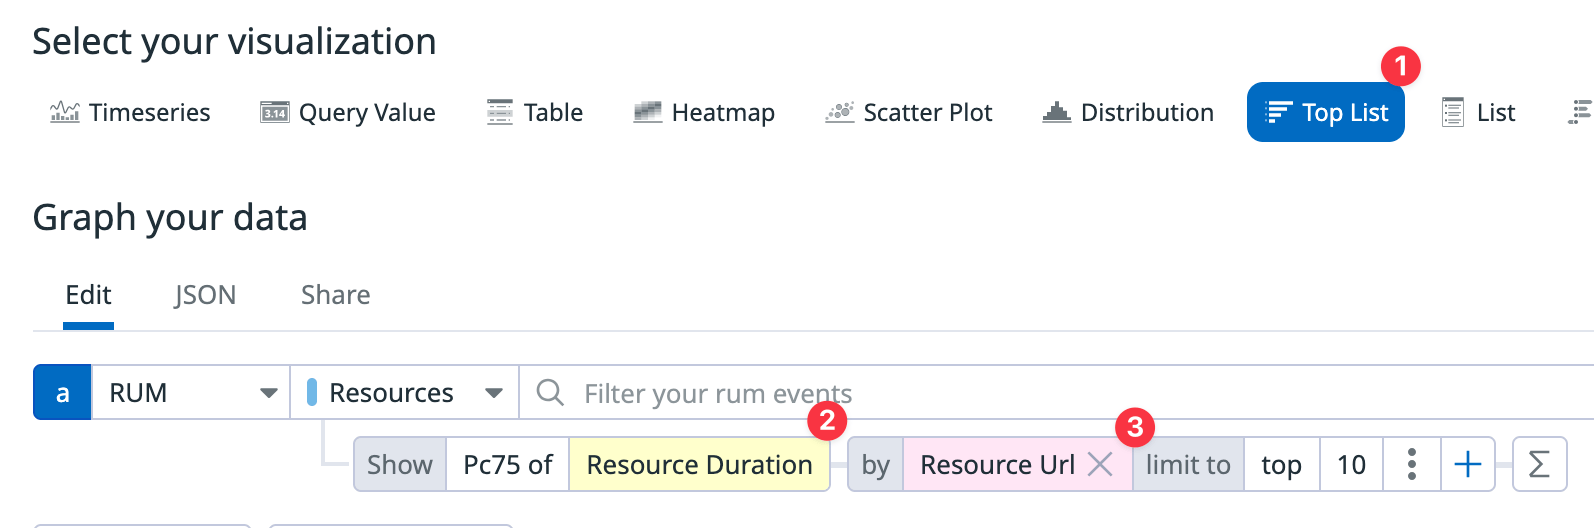 Select your visualization
1
Timeseries 3.14 Query Value Table Heatmap Scatter Plot Distribution Top List List
Graph your data
Edit JSON Share
a RUM Resources Filter your rum events
2 3
Show Pc75 of Resource Duration by Resource Url limit to top 10 Σ